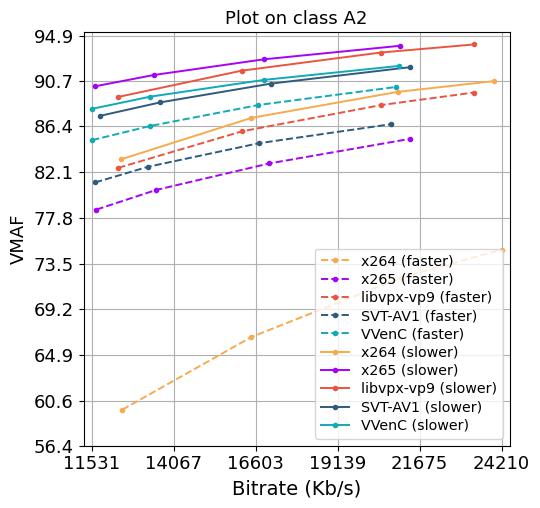 Plot on class A2
94.9
90.7
86.4
82.1
77.8
73.5
69.2
64.9
60.6
56.4
VMAF
x264 (faster)
x265 (faster)
libvpx-vp9 (faster)
SVT-AV1 (faster)
VVenC (faster)
x264 (slower)
x265 (slower)
libvpx-vp9 (slower)
SVT-AV1 (slower)
VVenC (slower)
11531 14067 16603 19139 21675 24210
Bitrate (Kb/s)